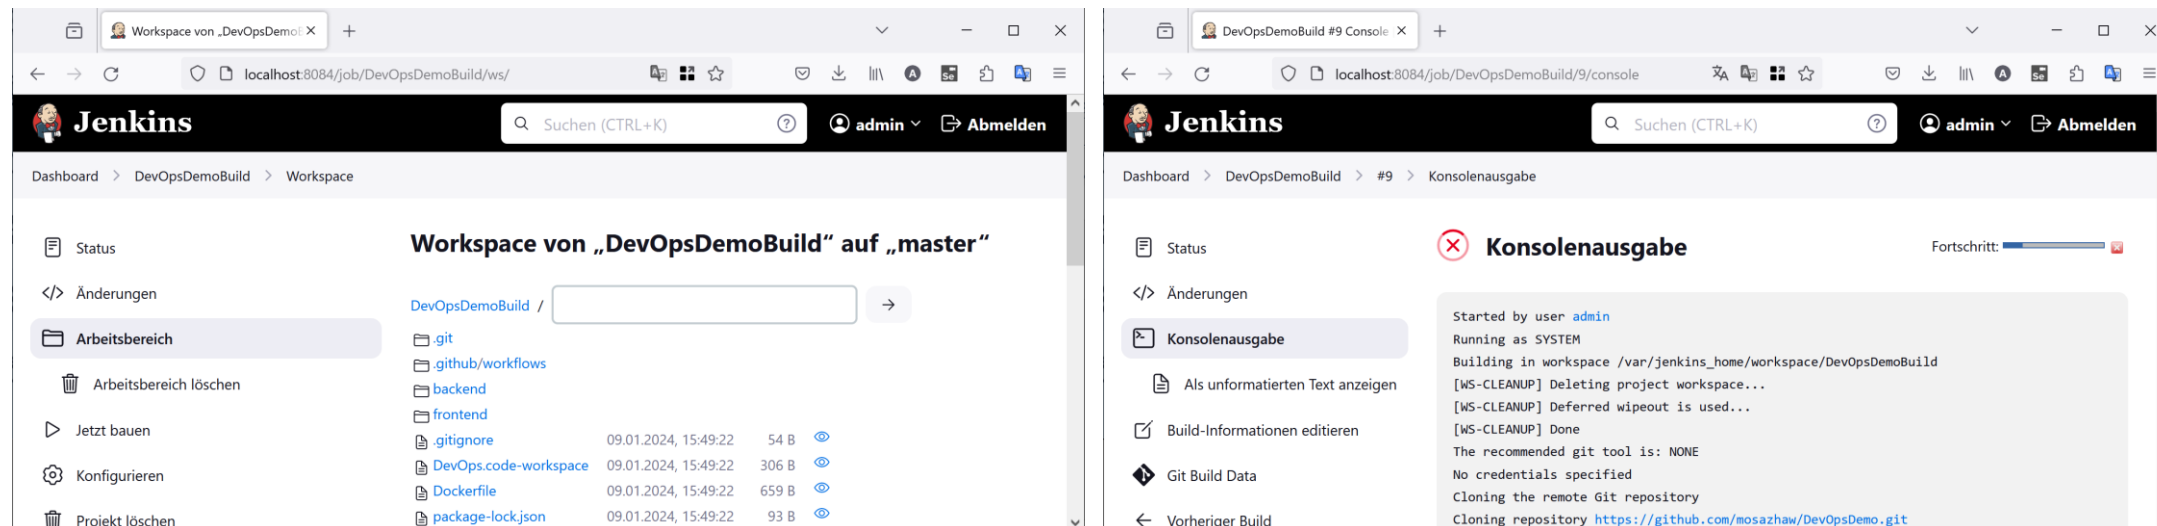 Workspace von „DevOpsDemoB
localhost:8084/job/DevOpsDemoBuild/ws/
Jenkins
Suchen (CTRL+K)
admin
Abmelden
Dashboard > DevOpsDemoBuild > Workspace
Status
Änderungen
Arbeitsbereich
Arbeitsbereich löschen
Jetzt bauen
Konfigurieren
Projekt löschen
Workspace von „DevOpsDemoBuild“ auf „master“
DevOpsDemoBuild /
.git
.github/workflows
backend
frontend
.gitignore 09.01.2024, 15:49:22 54 B
DevOps.code-workspace 09.01.2024, 15:49:22 306 B
Dockerfile 09.01.2024, 15:49:22 659 B
package-lock.json 09.01.2024, 15:49:22 93 B
DevOpsDemoBuild #9 Console
localhost:8084/job/DevOpsDemoBuild/9/console
Jenkins
Suchen (CTRL+K)
admin
Abmelden
Dashboard > DevOpsDemoBuild > #9 > Konsolenausgabe
Status
Änderungen
Konsolenausgabe
Als unformatierten Text anzeigen
Build-Informationen editieren
Git Build Data
Vorheriger Build
Konsolenausgabe
Fortschritt:
Started by user admin
Running as SYSTEM
Building in workspace /var/jenkins_home/workspace/DevOpsDemoBuild
[WS-CLEANUP] Deleting project workspace...
[WS-CLEANUP] Deferred wipeout is used...
[WS-CLEANUP] Done
The recommended git tool is: NONE
No credentials specified
Cloning the remote Git repository
Cloning repository https://github.com/mosazhaw/DevOpsDemo.git